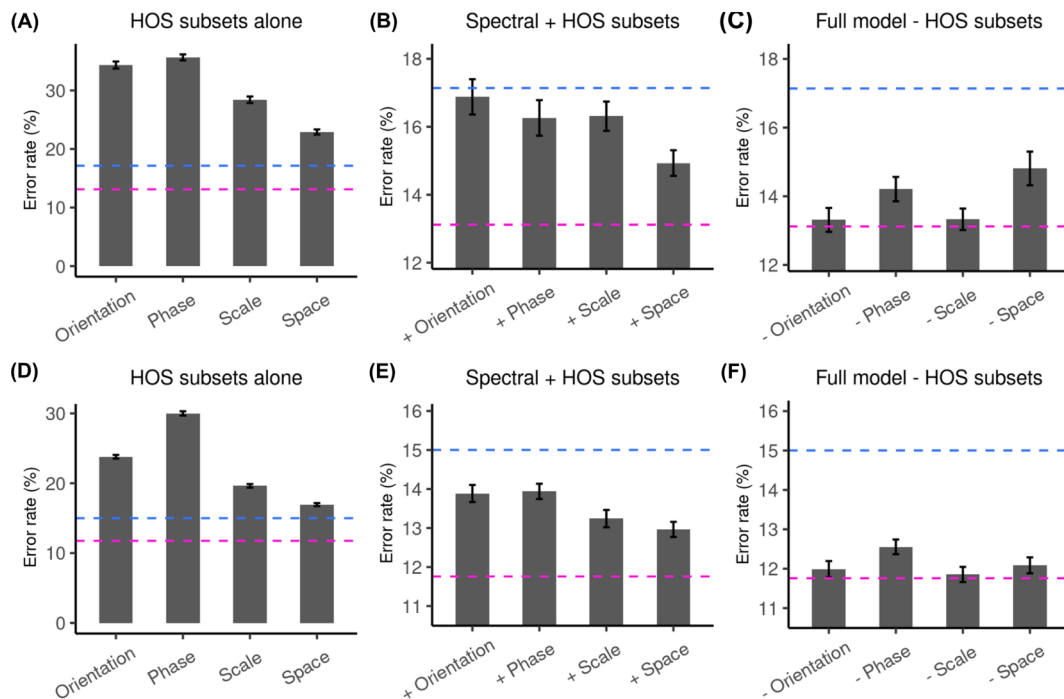 (A) HOS subsets alone
Error rate (%)
30
20
10
0
Orientation Phase Scale Space
(B) Spectral + HOS subsets
Error rate (%)
18
16
14
12
+ Orientation + Phase + Scale + Space
(C) Full model - HOS subsets
Error rate (%)
18
16
14
12
- Orientation - Phase - Scale - Space
(D) HOS subsets alone
Error rate (%)
30
20
10
0
Orientation Phase Scale Space
(E) Spectral + HOS subsets
Error rate (%)
16
15
14
13
12
11
+ Orientation + Phase + Scale + Space
(F) Full model - HOS subsets
Error rate (%)
16
15
14
13
12
11
- Orientation - Phase - Scale - Space